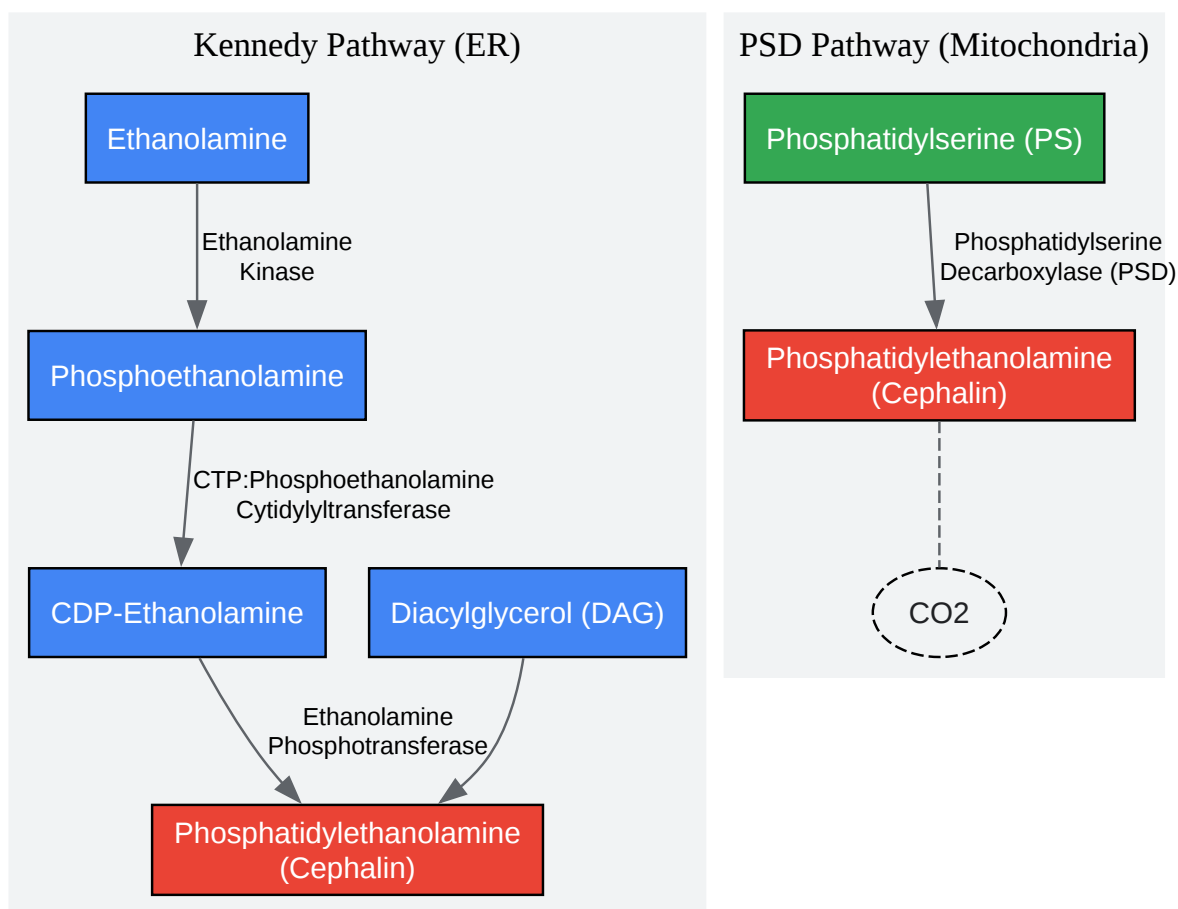 Kennedy Pathway (ER)
Ethanolamine
Ethanolamine
Kinase
Phosphoethanolamine
CTP:Phosphoethanolamine
Cytidylyltransferase
CDP-Ethanolamine
Diacylglycerol (DAG)
Ethanolamine
Phosphotransferase
Phosphatidylethanolamine
(Cephalin)
PSD Pathway (Mitochondria)
Phosphatidylserine (PS)
Phosphatidylserine
Decarboxylase (PSD)
Phosphatidylethanolamine
(Cephalin)
CO2